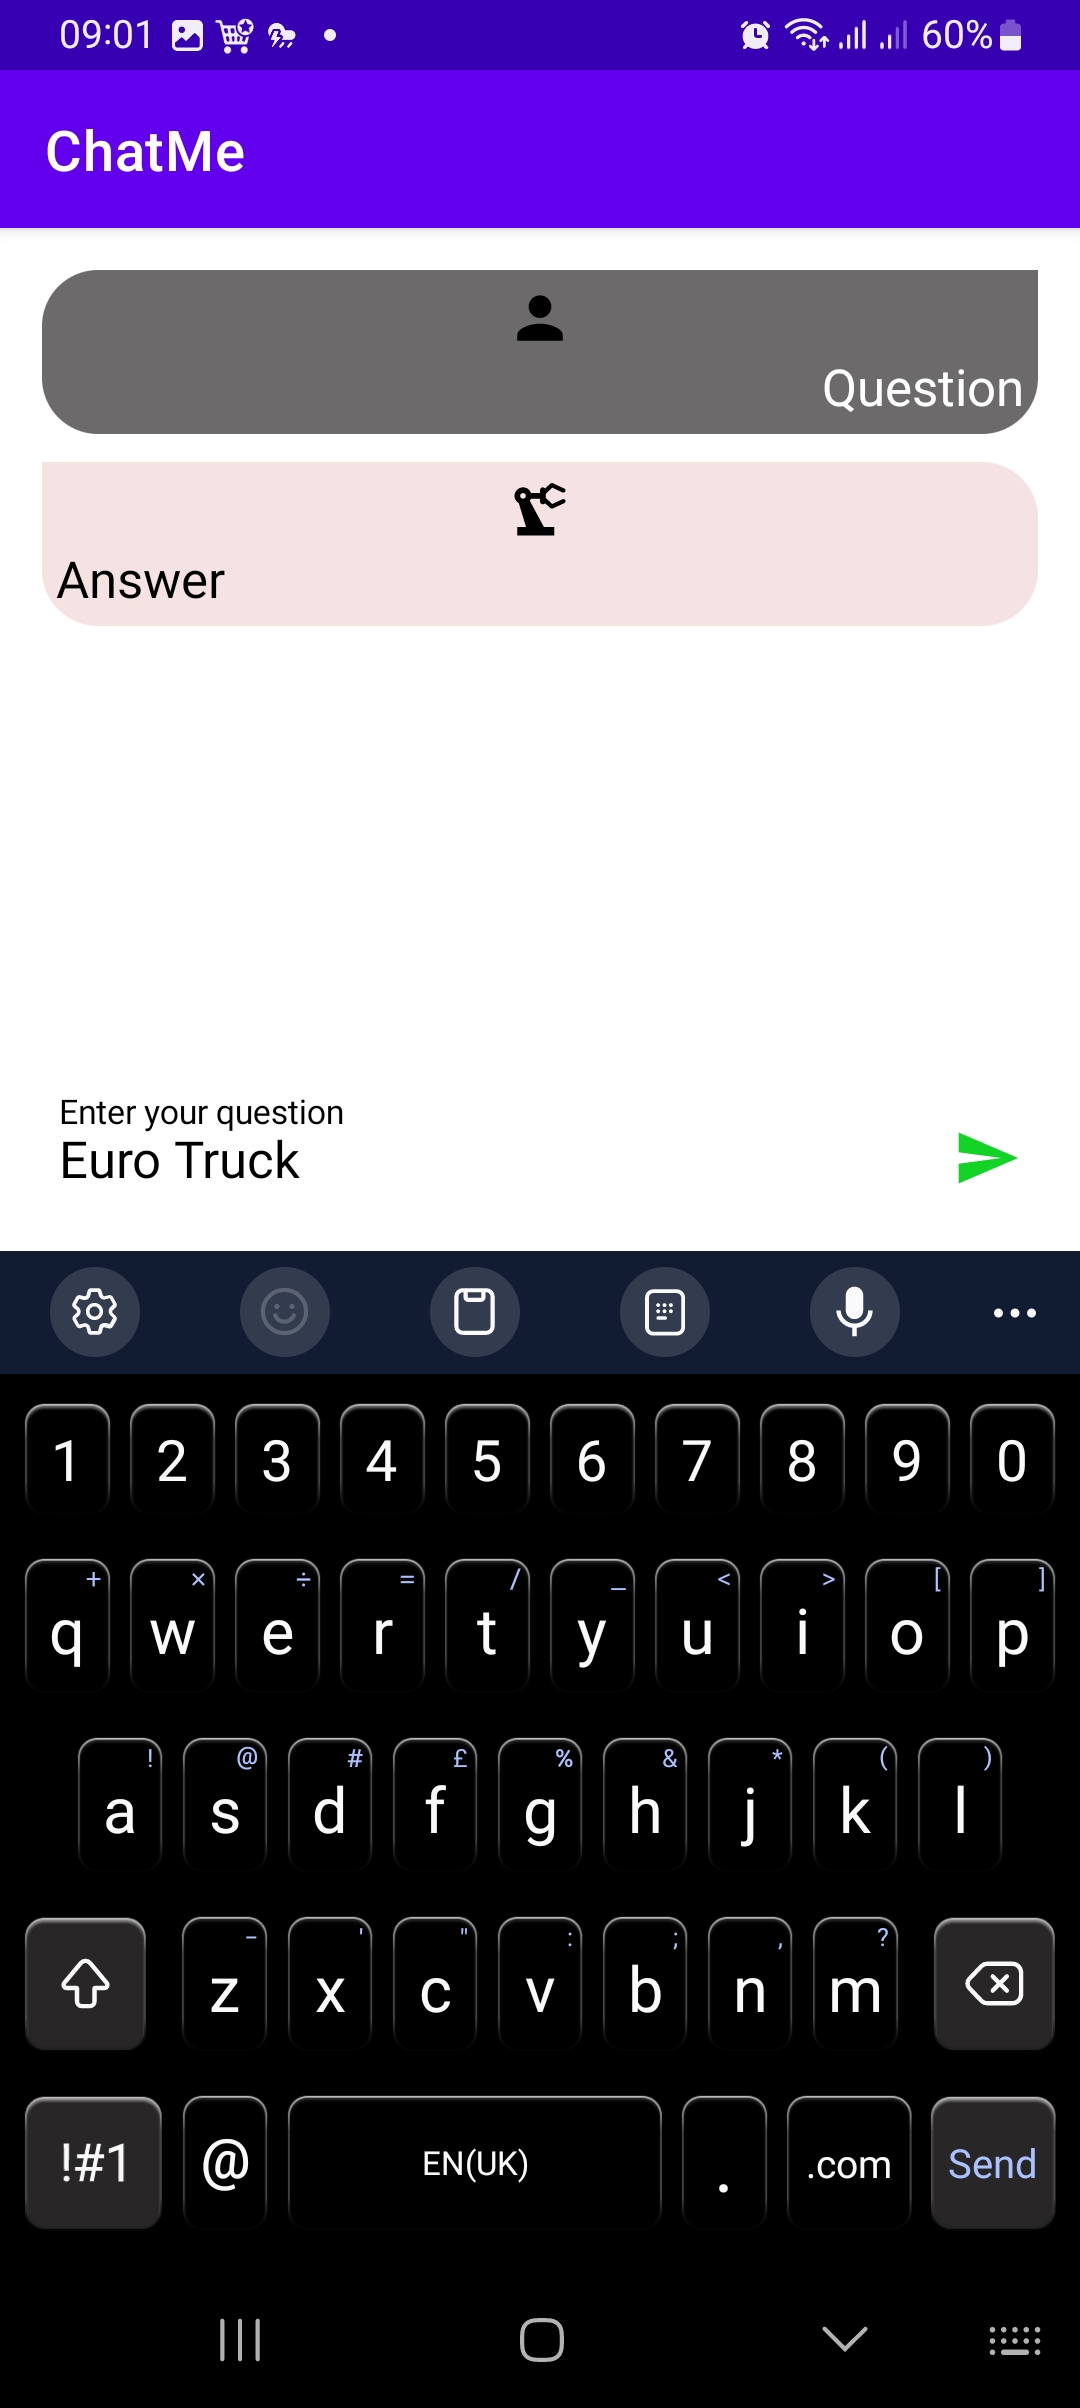 09:01 60%
ChatMe
Question
Answer
Enter your question
Euro Truck
1 2 3 4 5 6 7 8 9 0
+ × ÷ = / _ < > [ ]
q w e r t y u i o p
! @ # £ % & * ( )
a s d f g h j k l
- ' " : ; , ?
z x c v b n m
!#1 @ EN(UK) . .com Send